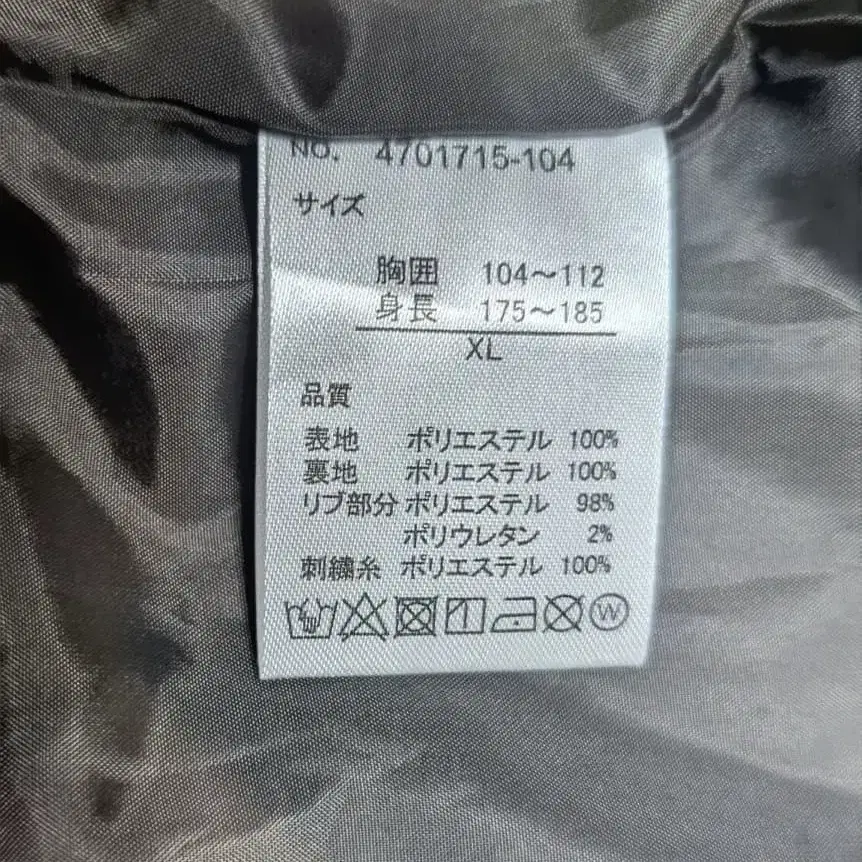 NO. 4701715-104
サイズ
胸囲 104～112
身長 175～185
XL
品質
表地 ポリエステル 100%
裏地 ポリエステル 100%
リブ部分 ポリエステル 98%
ポリウレタン 2%
刺繍糸 ポリエステル 100%
W